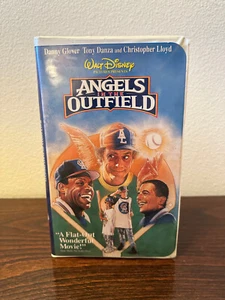 Danny Glover Tony Danza and Christopher Lloyd
WALT DISNEY
PICTURES PRESENTS
ANGELS
IN THE
OUTFIELD
"A Flat-Out
Wonderful
Movie!"